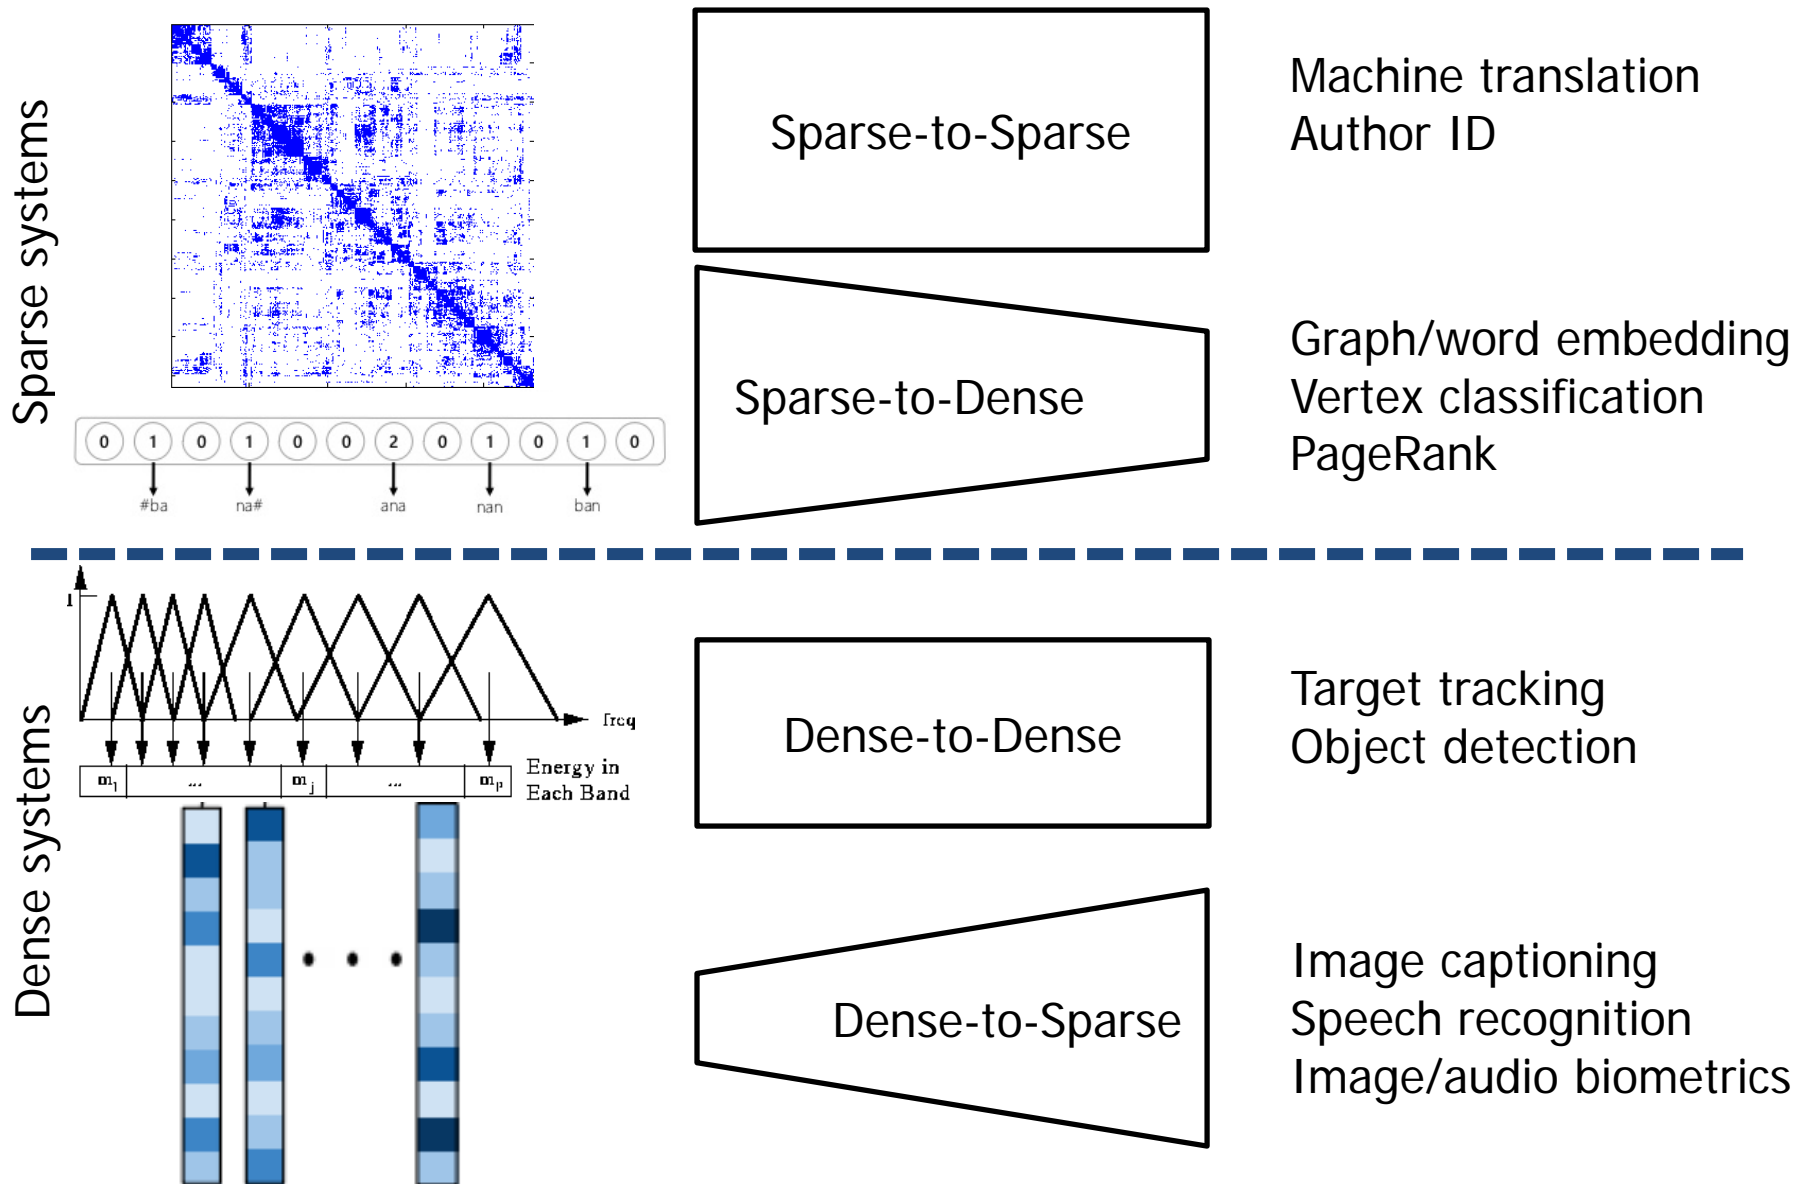 Sparse systems
Sparse-to-Sparse
Machine translation
Author ID
Sparse-to-Dense
Graph/word embedding
Vertex classification
PageRank
0 1 0 1 0 0 2 0 1 0 1 0
#ba na# ana nan ban
Dense systems
1
freq
m1 ... mj ... mp
Energy in
Each Band
Dense-to-Dense
Target tracking
Object detection
Dense-to-Sparse
Image captioning
Speech recognition
Image/audio biometrics